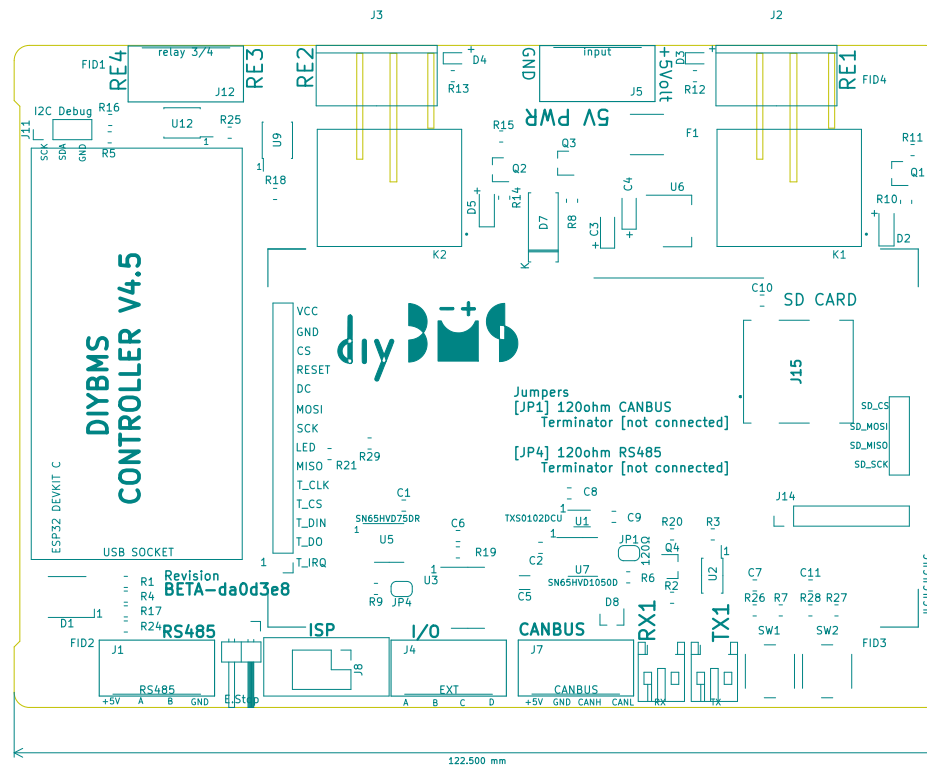 J3
J2
RE4
relay 3/4
RE3
RE2
D4
GND
input
+5Volt
D3
RE1
FID1
FID4
R13
R12
J12
J5
I2C Debug
R16
J11
U12
R25
1
U9
5V PWR
F1
R15
R11
SCK
SDA
GND
R5
1
Q2
Q3
Q1
R18
+
D5
R14
D7
R8
C3
+
C4
+
U6
R10
+
D2
K2
K
K1
C10
SD CARD
DIYBMS
CONTROLLER V4.5
VCC
GND
CS
RESET
DC
MOSI
SCK
LED
MISO
T_CLK
T_CS
T_DIN
T_DO
T_IRQ
1
diyBMS
-+
J15
Jumpers
[JP1] 120ohm CANBUS
Terminator [not connected]
[JP4] 120ohm RS485
Terminator [not connected]
SD_CS
SD_MOSI
SD_MISO
SD_SCK
R21
R29
ESP32 DEVKIT C
USB SOCKET
C1
SN65HVD75DR
1
U5
C6
R19
U3
R9
JP4
C8
1
TXS0102DCU
U1
C9
C2
U7
SN65HVD1050D
C5
JP1
120Ω
R20
R3
Q4
1
U2
R6
R2
D8
J14
C7
C11
R26
R7
R28
R27
SW1
SW2
FID3
Revision
BETA-da0d3e8
R1
R4
R17
R24
J1
D1
FID2
RS485
ISP
I/O
CANBUS
RX1
TX1
J1
J8
J4
J7
RS485
E.Stop
EXT
CANBUS
+5V
A
B
GND
A
B
C
D
+5V
GND
CANH
CANL
RX
TX
122.500 mm